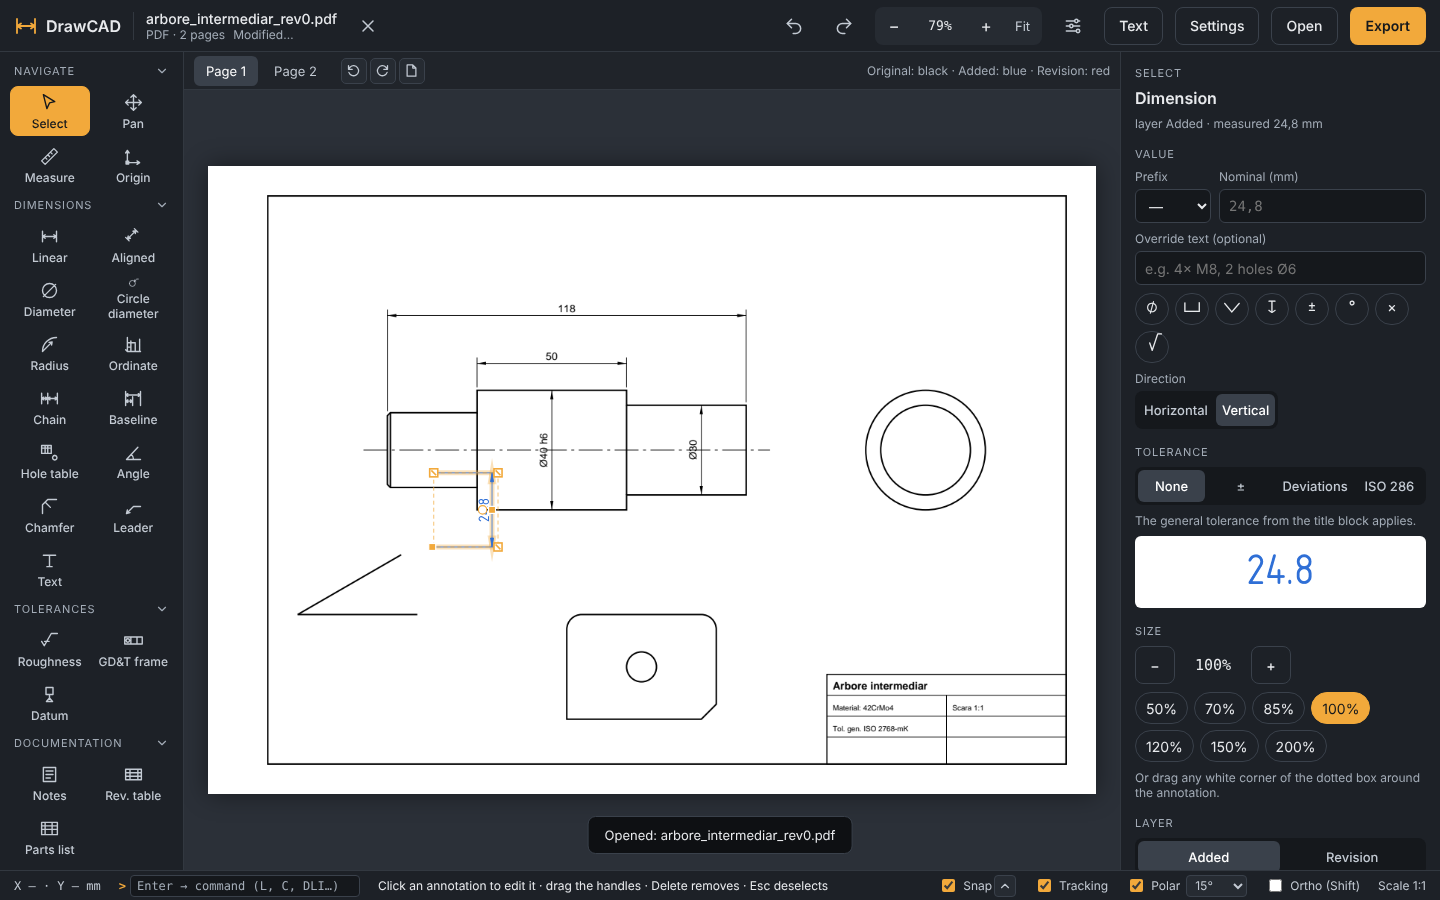 DrawCAD
arbore_intermediar_rev0.pdf
PDF · 2 pages Modified...
79%
Fit
Text
Settings
Open
Export
NAVIGATE
Select
Pan
Measure
Origin
DIMENSIONS
Linear
Aligned
Diameter
Circle diameter
Radius
Ordinate
Chain
Baseline
Hole table
Angle
Chamfer
Leader
Text
TOLERANCES
Roughness
GD&T frame
Datum
DOCUMENTATION
Notes
Rev. table
Parts list
Page 1
Page 2
Original: black · Added: blue · Revision: red
118
50
Ø40 h6
Ø30
Arbore intermediar
Material: 42CrMo4
Scara 1:1
Tol. gen. ISO 2768-mK
Opened: arbore_intermediar_rev0.pdf
SELECT
Dimension
layer Added · measured 24,8 mm
VALUE
Prefix
Nominal (mm)
—
24,8
Override text (optional)
e.g. 4× M8, 2 holes Ø6
Direction
Horizontal
Vertical
TOLERANCE
None
±
Deviations
ISO 286
The general tolerance from the title block applies.
24.8
SIZE
−
100%
+
50%
70%
85%
100%
120%
150%
200%
Or drag any white corner of the dotted box around
the annotation.
LAYER
Added
Revision
X — · Y — mm
> Enter → command (L, C, DLI…)
Click an annotation to edit it · drag the handles · Delete removes · Esc deselects
Snap
Tracking
Polar
15°
Ortho (Shift)
Scale 1:1